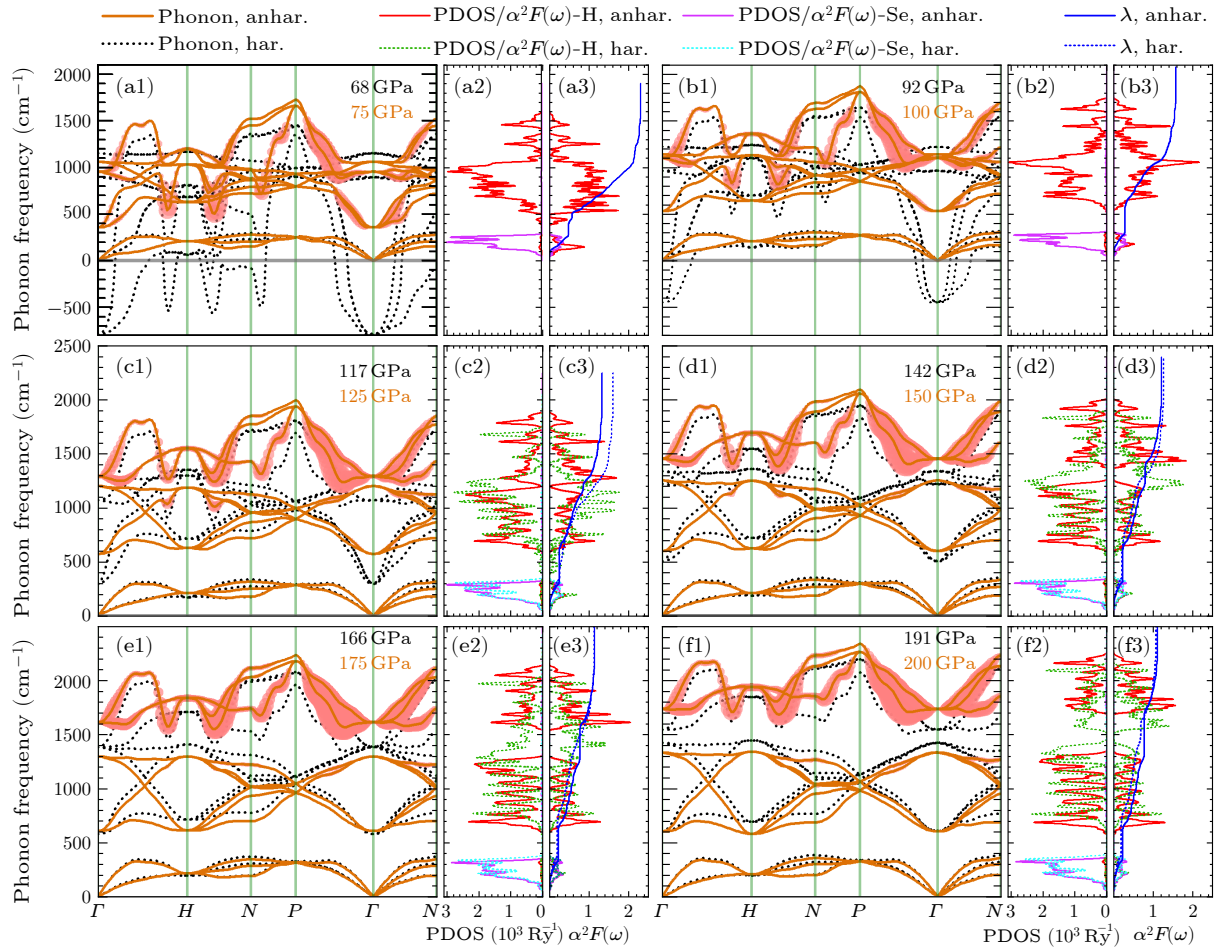 Phonon, anhar. PDOS/α²F(ω)-H, anhar. PDOS/α²F(ω)-Se, anhar. λ, anhar.
Phonon, har. PDOS/α²F(ω)-H, har. PDOS/α²F(ω)-Se, har. λ, har.
Phonon frequency (cm⁻¹)
2000
1500
1000
500
0
−500
(a1) 68 GPa
75 GPa
(a2)
(a3)
(b1) 92 GPa
100 GPa
(b2)
(b3)
Phonon frequency (cm⁻¹)
2500
2000
1500
1000
500
0
(c1) 117 GPa
125 GPa
(c2)
(c3)
(d1) 142 GPa
150 GPa
(d2)
(d3)
Phonon frequency (cm⁻¹)
2000
1500
1000
500
0
(e1) 166 GPa
175 GPa
(e2)
(e3)
(f1) 191 GPa
200 GPa
(f2)
(f3)
Γ H N P Γ N 3 2 1 0 1 2 Γ H N P Γ N 3 2 1 0 1 2
PDOS (10³ Ry⁻¹) α²F(ω) PDOS (10³ Ry⁻¹) α²F(ω)